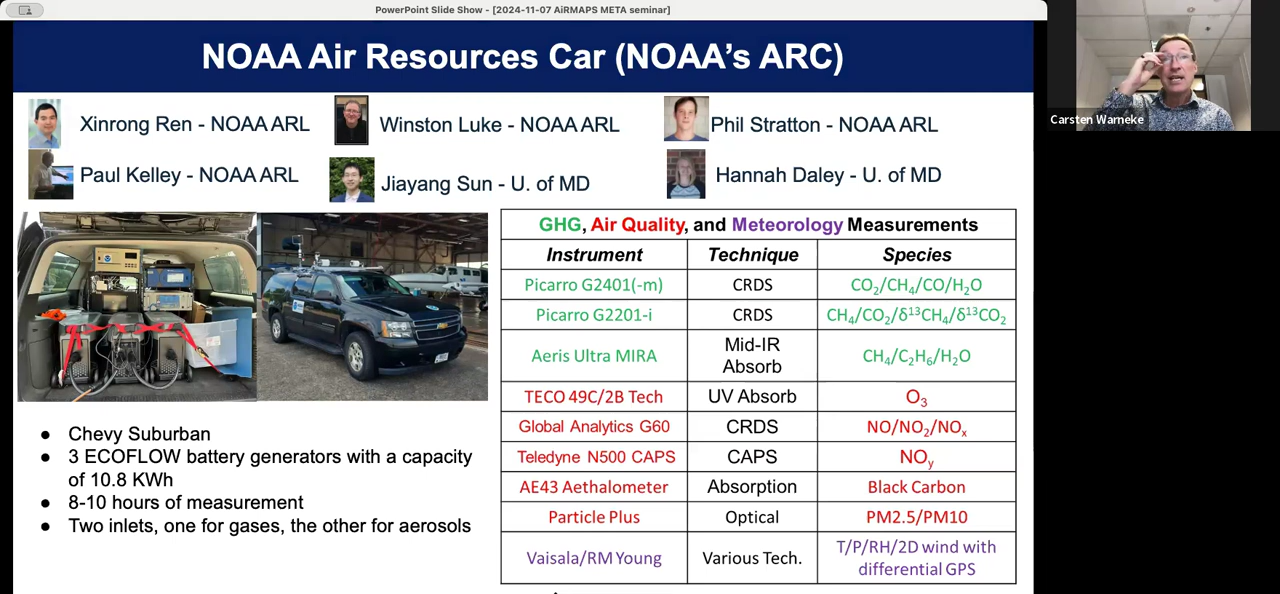 PowerPoint Slide Show - [2024-11-07 AiRMAPS META seminar]
NOAA Air Resources Car (NOAA's ARC)
Xinrong Ren - NOAA ARL
Winston Luke - NOAA ARL
Phil Stratton - NOAA ARL
Paul Kelley - NOAA ARL
Jiayang Sun - U. of MD
Hannah Daley - U. of MD
Carsten Warneke
GHG, Air Quality, and Meteorology Measurements
Instrument Technique Species
Picarro G2401(-m) CRDS CO₂/CH₄/CO/H₂O
Picarro G2201-i CRDS CH₄/CO₂/δ¹³CH₄/δ¹³CO₂
Aeris Ultra MIRA Mid-IR CH₄/C₂H₆/H₂O
Absorb
TECO 49C/2B Tech UV Absorb O₃
Global Analytics G60 CRDS NO/NO₂/NOₓ
Teledyne N500 CAPS CAPS NOy
AE43 Aethalometer Absorption Black Carbon
Particle Plus Optical PM2.5/PM10
Vaisala/RM Young Various Tech. T/P/RH/2D wind with
differential GPS
● Chevy Suburban
● 3 ECOFLOW battery generators with a capacity
of 10.8 KWh
● 8-10 hours of measurement
● Two inlets, one for gases, the other for aerosols